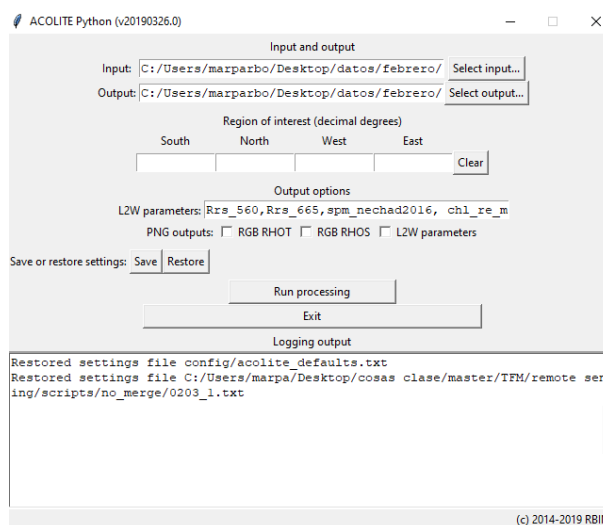 ACOLITE Python (v20190326.0)
Input and output
Input: C:/Users/marparbo/Desktop/datos/febrero/ Select input...
Output: C:/Users/marparbo/Desktop/datos/febrero/ Select output...
Region of interest (decimal degrees)
South North West East
Clear
Output options
L2W parameters: Rrs_560,Rrs_665,spm_nechad2016, chl_re_m
PNG outputs: RGB RHOT RGB RHOS L2W parameters
Save or restore settings: Save Restore
Run processing
Exit
Logging output
Restored settings file config/acolite_defaults.txt
Restored settings file C:/Users/marpa/Desktop/cosas clase/master/TFM/remote sen
ing/scripts/no_merge/0203_1.txt
(c) 2014-2019 RBI